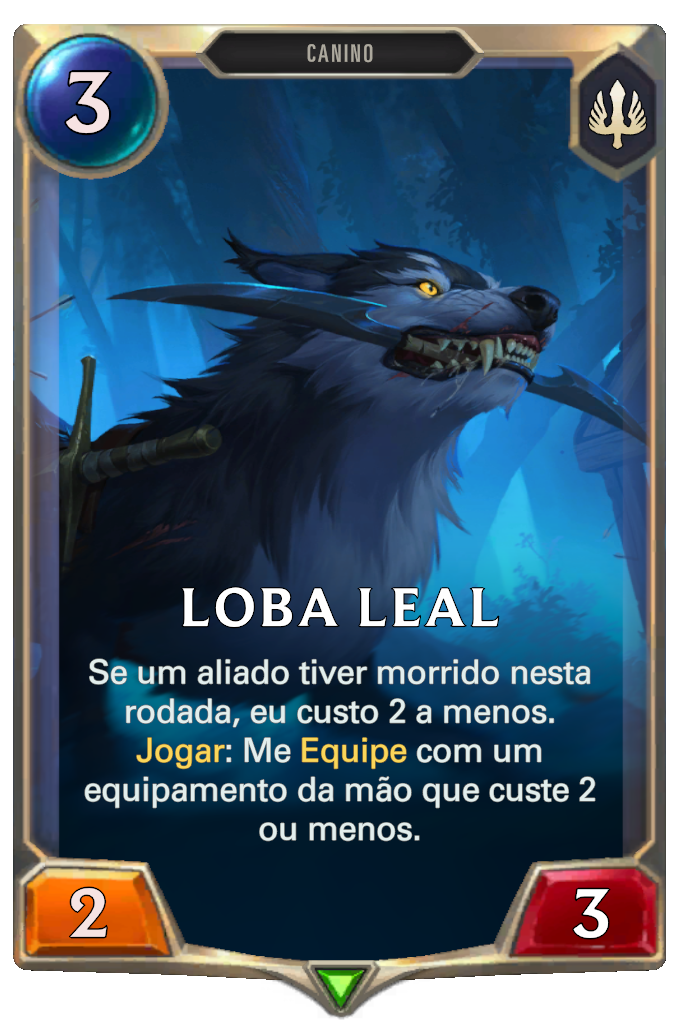 CANINO
3
LOBA LEAL
Se um aliado tiver morrido nesta
rodada, eu custo 2 a menos.
Jogar: Me Equipe com um
equipamento da mão que custe 2
ou menos.
2
3